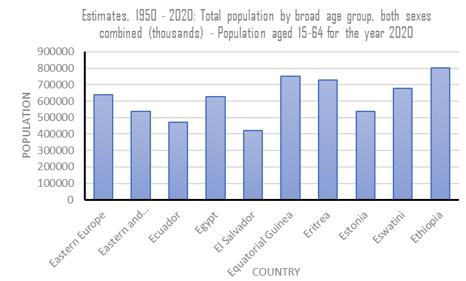 Estimates, 1950 - 2020: Total population by broad age group, both sexes
combined (thousands) - Population aged 15-64 for the year 2020
900000
800000
700000
600000
500000
400000
300000
200000
100000
0
POPULATION
Eastern Europe
Eastern and...
Ecuador
Egypt
El Salvador
Equatorial Guinea
Eritrea
Estonia
Eswatini
Ethiopia
COUNTRY